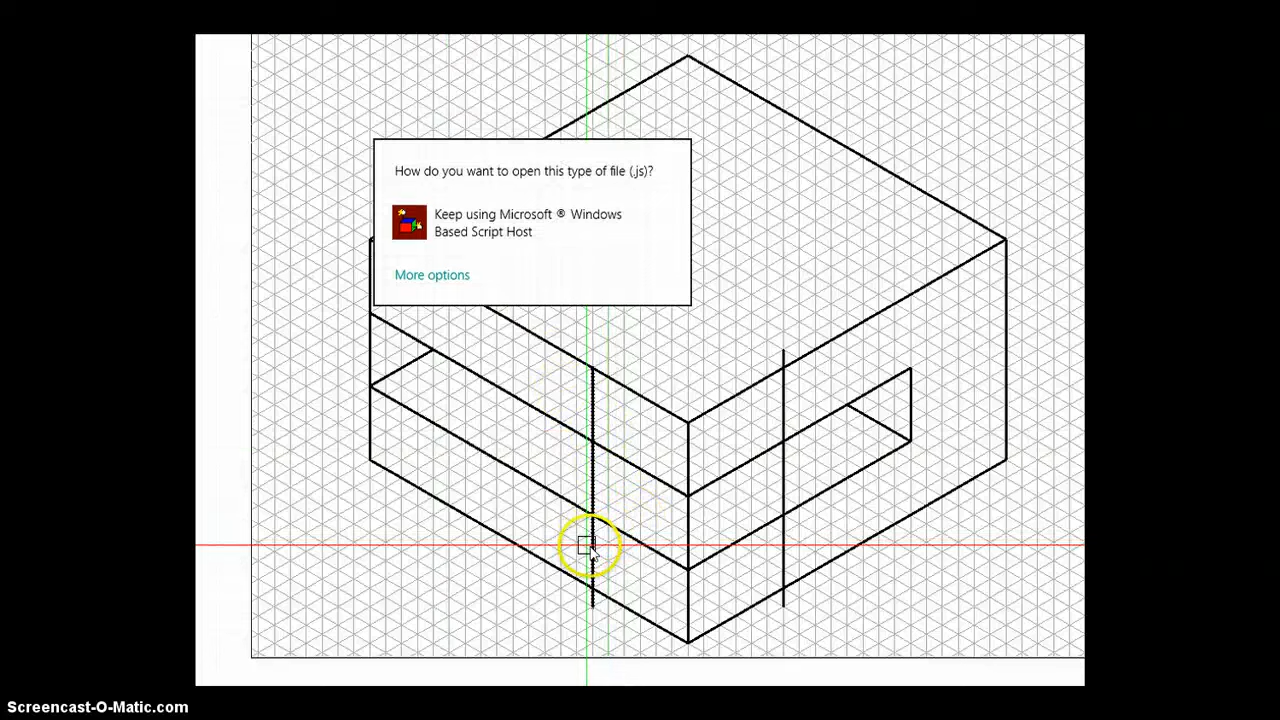 How do you want to open this type of file (.js)?
Keep using Microsoft ® Windows
Based Script Host
More options
Screencast-O-Matic.com